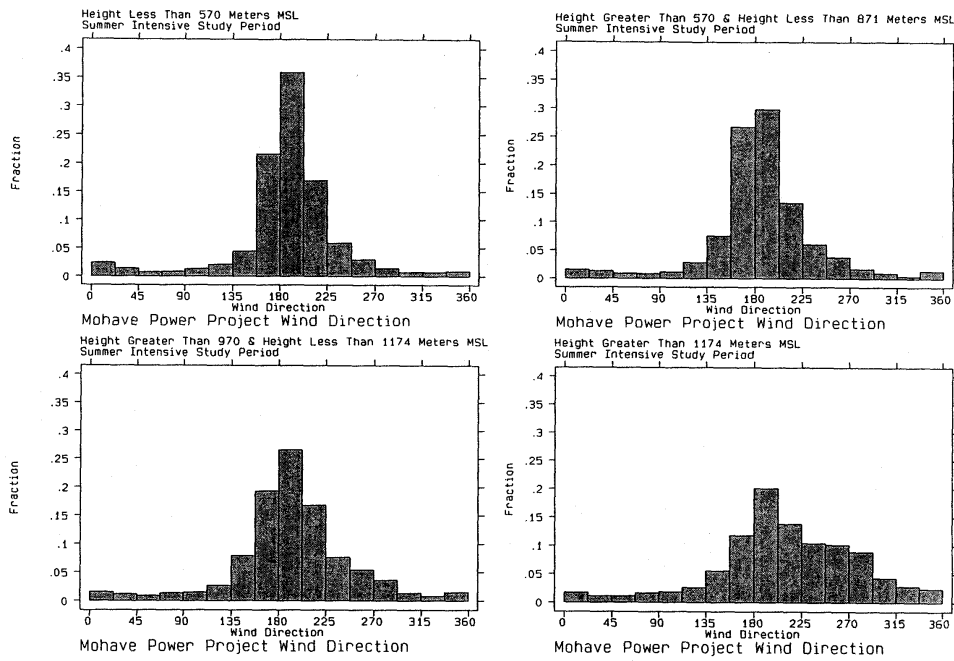 Height Less Than 570 Meters MSL
Summer Intensive Study Period
.4
.35
.3
.25
.2
.15
.1
.05
0
Fraction
0 45 90 135 180 225 270 315 360
Wind Direction
Mohave Power Project Wind Direction
Height Greater Than 570 & Height Less Than 871 Meters MSL
Summer Intensive Study Period
.4
.35
.3
.25
.2
.15
.1
.05
0
Fraction
0 45 90 135 180 225 270 315 360
Wind Direction
Mohave Power Project Wind Direction
Height Greater Than 970 & Height Less Than 1174 Meters MSL
Summer Intensive Study Period
.4
.35
.3
.25
.2
.15
.1
.05
0
Fraction
0 45 90 135 180 225 270 315 360
Wind Direction
Mohave Power Project Wind Direction
Height Greater Than 1174 Meters MSL
Summer Intensive Study Period
.4
.35
.3
.25
.2
.15
.1
.05
0
Fraction
0 45 90 135 180 225 270 315 360
Wind Direction
Mohave Power Project Wind Direction